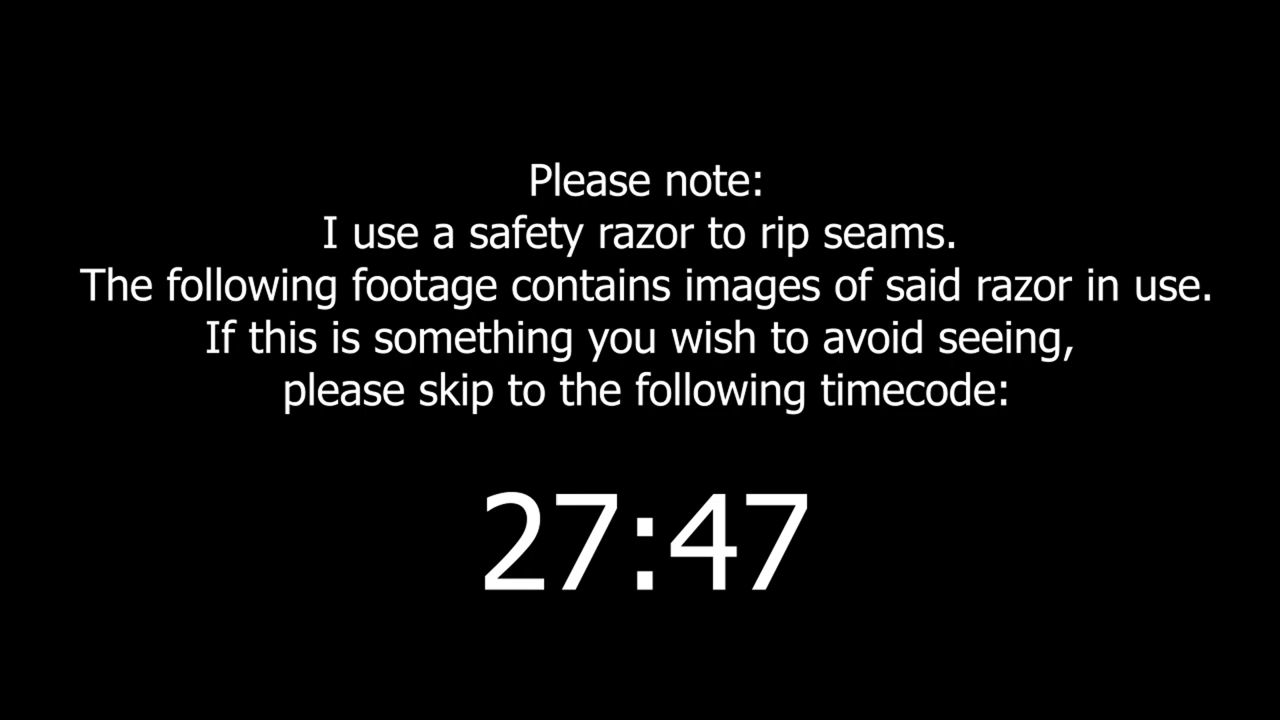 Please note:
I use a safety razor to rip seams.
The following footage contains images of said razor in use.
If this is something you wish to avoid seeing,
please skip to the following timecode:
27:47